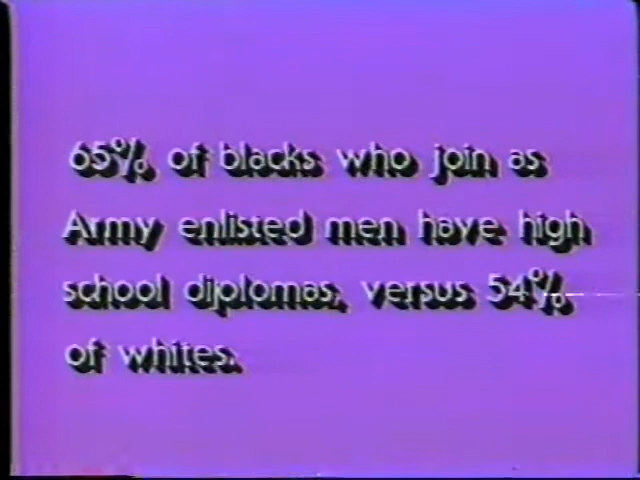 65% of blacks who join as
Army enlisted men have high
school diplomas, versus 54%
of whites.